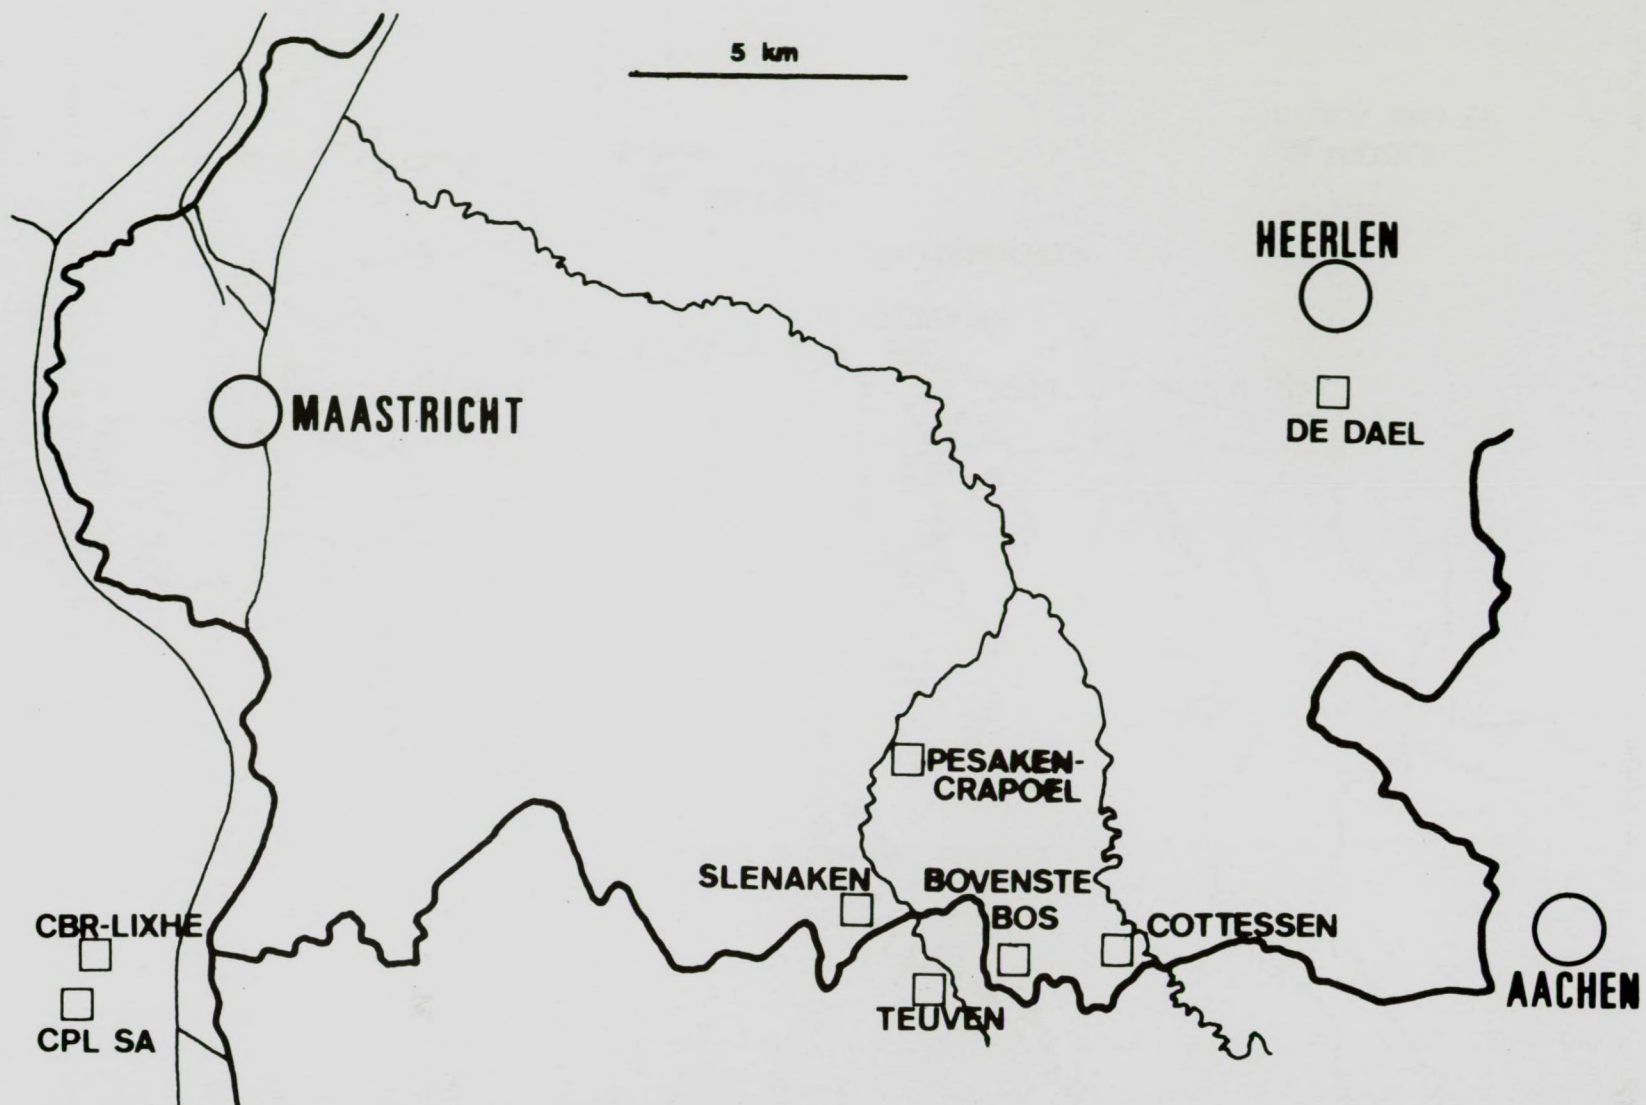 5 km
HEERLEN
MAASTRICHT
DE DAEL
PESAKEN-
CRAPOEL
SLENAKEN
BOVENSTE
BOS
CBR-LIXHE
COTTESSEN
AACHEN
TEUVEN
CPL SA